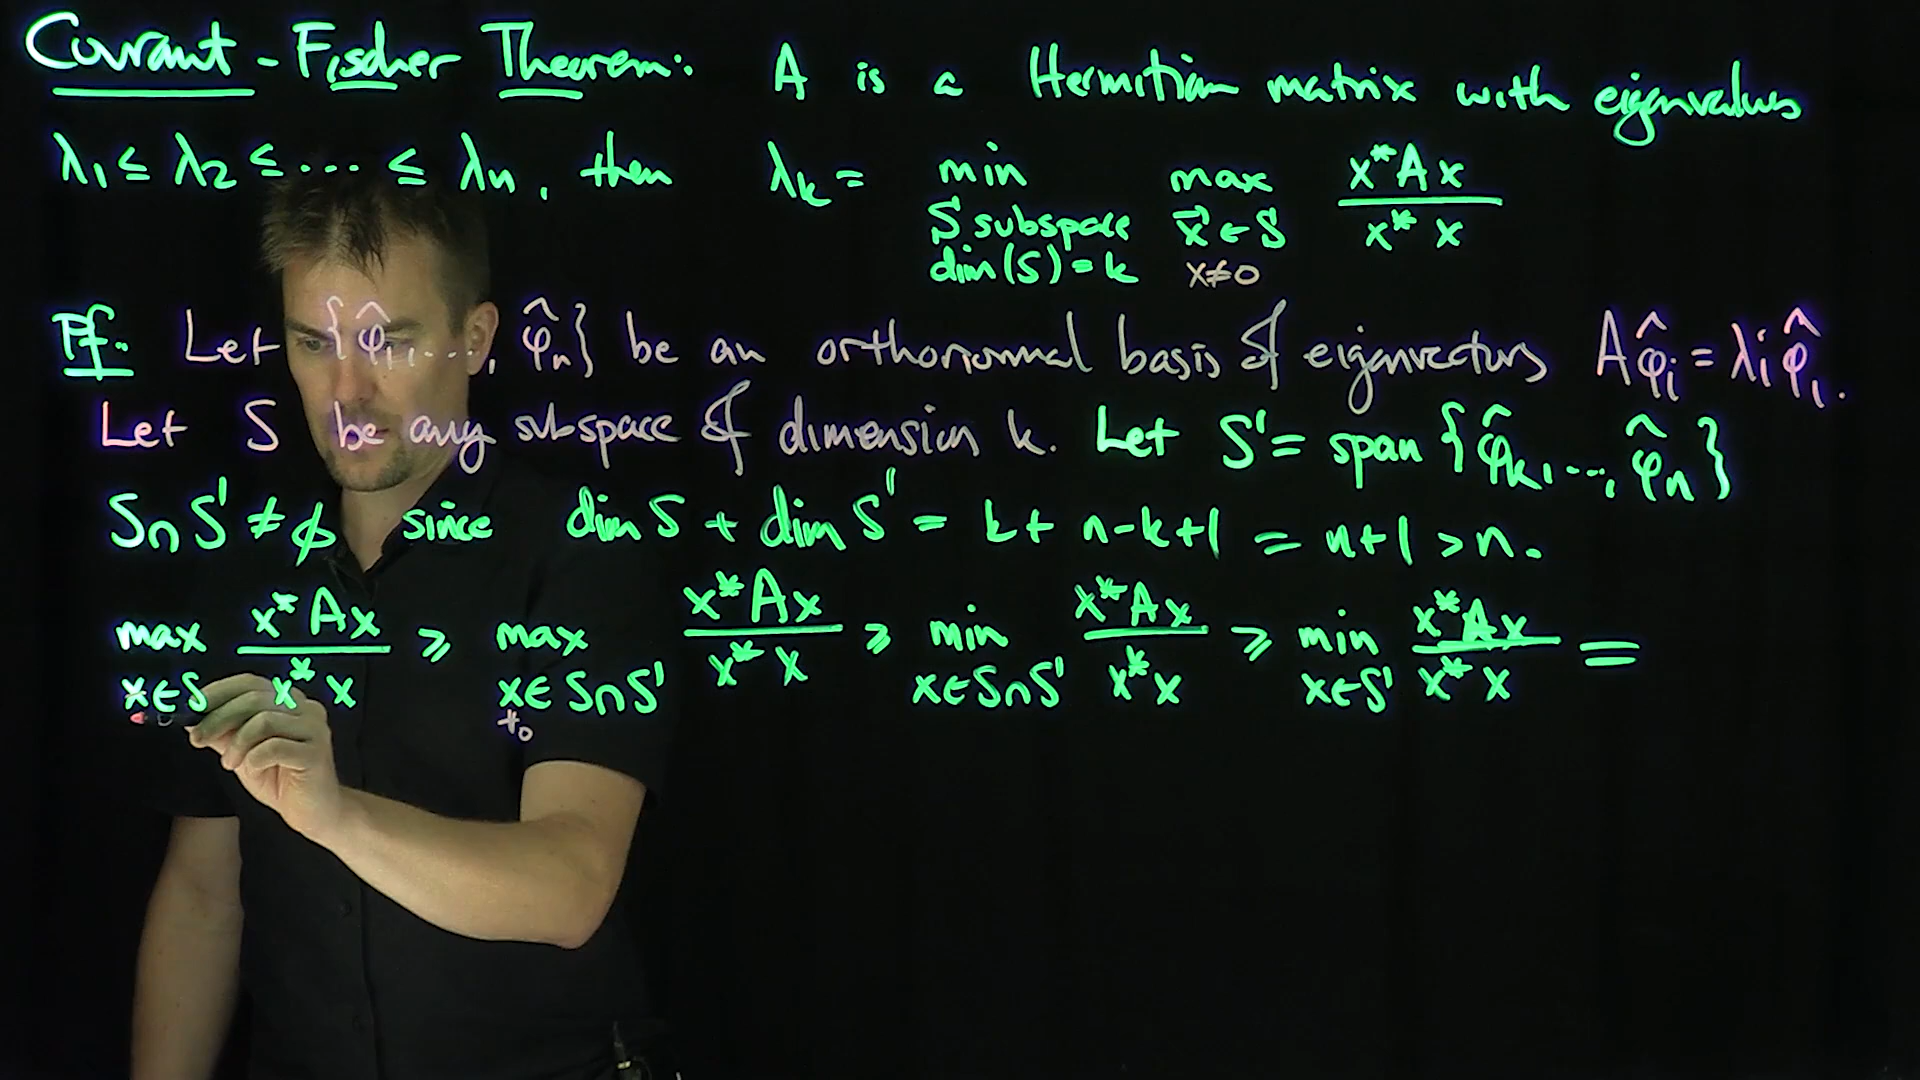 Courant-Fischer Theorem: A is a Hermitian matrix with eigenvalues
λ₁ ≤ λ₂ ≤ ... ≤ λₙ, then λₖ = min max x*Ax / x*x
S subspace x⃗ ∈ S
dim(S) = k x≠0
Pf: Let {φ̂₁, ..., φ̂ₙ} be an orthonormal basis of eigenvectors Aφ̂ᵢ = λᵢφ̂ᵢ.
Let S be any subspace of dimension k. Let S' = span {φ̂ₖ, ..., φ̂ₙ}
S∩S' ≠ ϕ since dim S + dim S' = k + n-k+1 = n+1 > n.
max x*Ax / x*x ≥ max x*Ax / x*x ≥ min x*Ax / x*x ≥ min x*Ax / x*x =
x∈S x∈S∩S' x∈S∩S' x∈S'
≠0